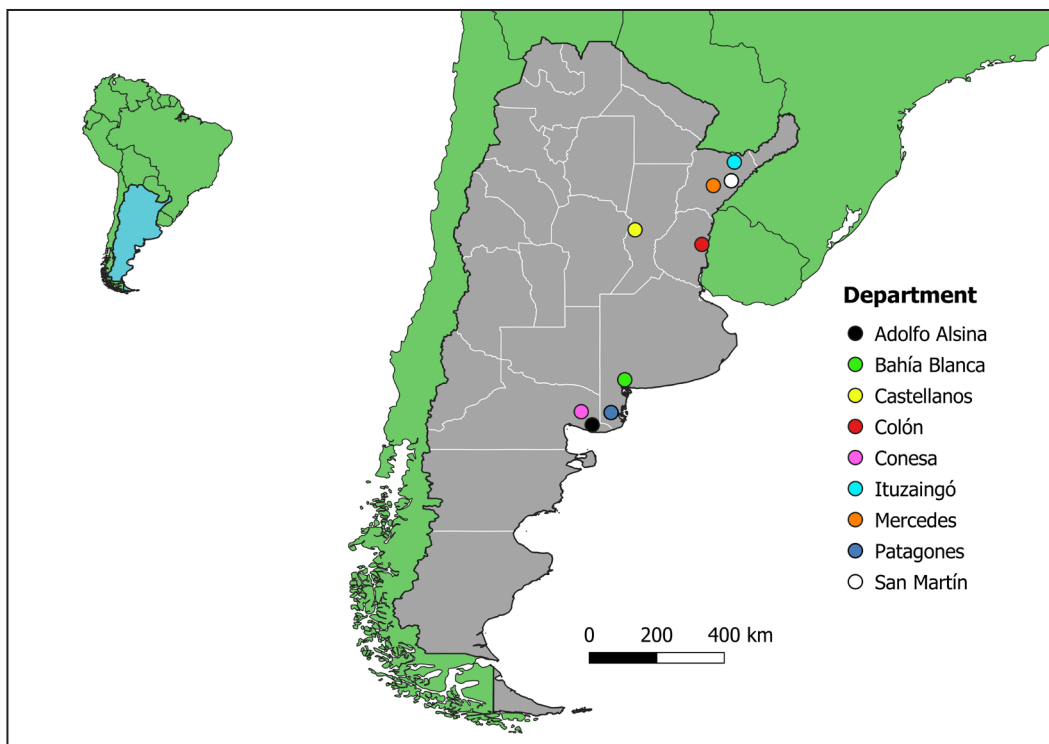 Department
Adolfo Alsina
Bahía Blanca
Castellanos
Colón
Conesa
Ituzaingó
Mercedes
Patagones
San Martín
0 200 400 km